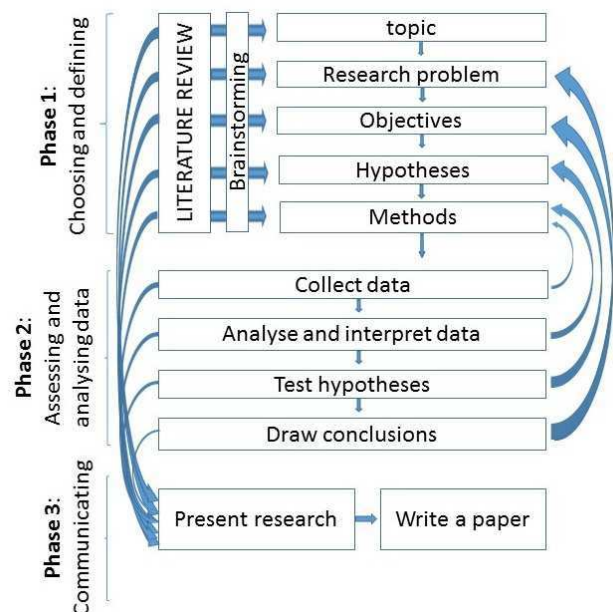 Phase 1:
Choosing and defining
LITERATURE REVIEW
Brainstorming
topic
Research problem
Objectives
Hypotheses
Methods
Phase 2:
Assessing and
analysing data
Collect data
Analyse and interpret data
Test hypotheses
Draw conclusions
Phase 3:
Communicating
Present research
Write a paper